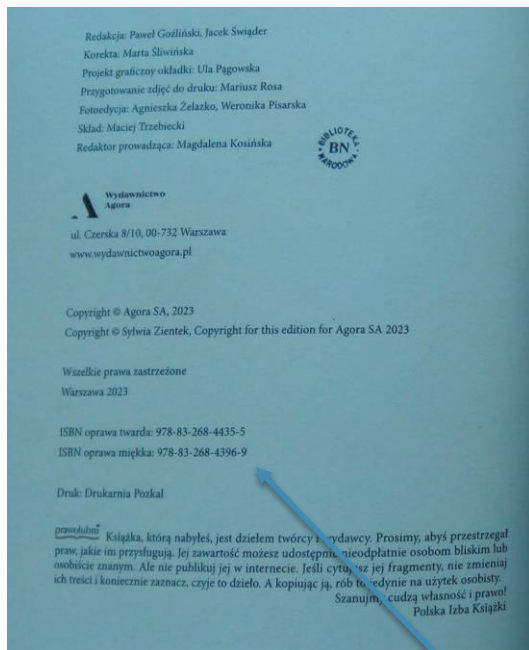 Redakcja: Paweł Goźliński, Jacek Świąder
Korekta: Marta Śliwińska
Projekt graficzny okładki: Ula Pągowska
Przygotowanie zdjęć do druku: Mariusz Rosa
Fotoedycja: Agnieszka Żelazko, Weronika Pisarska
Skład: Maciej Trzebiecki
Redaktor prowadząca: Magdalena Kosińska
BIBLIOTEKA
BN
NARODOWA
Wydawnictwo
Agora
ul. Czerska 8/10, 00-732 Warszawa
www.wydawnictwoagora.pl
Copyright © Agora SA, 2023
Copyright © Sylwia Zientek, Copyright for this edition for Agora SA 2023
Wszelkie prawa zastrzeżone
Warszawa 2023
ISBN oprawa twarda: 978-83-268-4435-5
ISBN oprawa miękka: 978-83-268-4396-9
Druk: Drukarnia Pozkal
prawolubni Książka, którą nabyłeś, jest dziełem twórcy i wydawcy. Prosimy, abyś przestrzegał
praw, jakie im przysługują. Jej zawartość możesz udostępnić nieodpłatnie osobom bliskim lub
osobiście znanym. Ale nie publikuj jej w internecie. Jeśli cytujesz jej fragmenty, nie zmieniaj
ich treści i koniecznie zaznacz, czyje to dzieło. A kopiując ją, rób to jedynie na użytek osobisty.
Szanujmy cudzą własność i prawo!
Polska Izba Książki